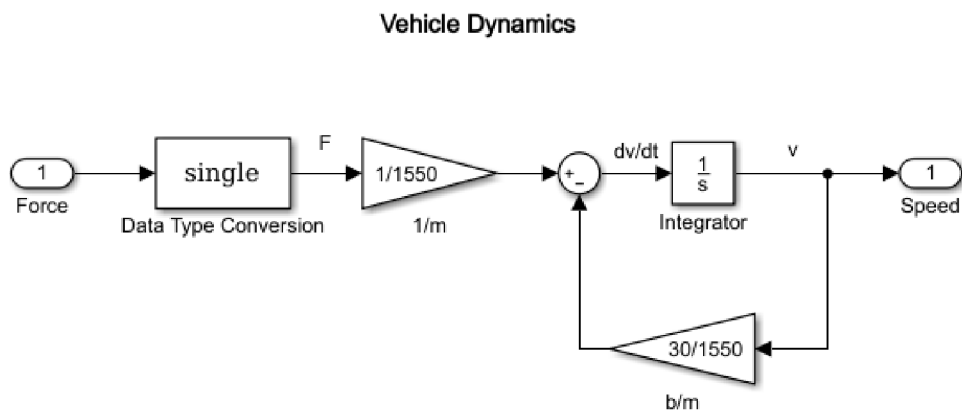 Vehicle Dynamics
1
Force
single
Data Type Conversion
F
1/1550
1/m
+
−
dv/dt
1
s
Integrator
v
1
Speed
30/1550
b/m